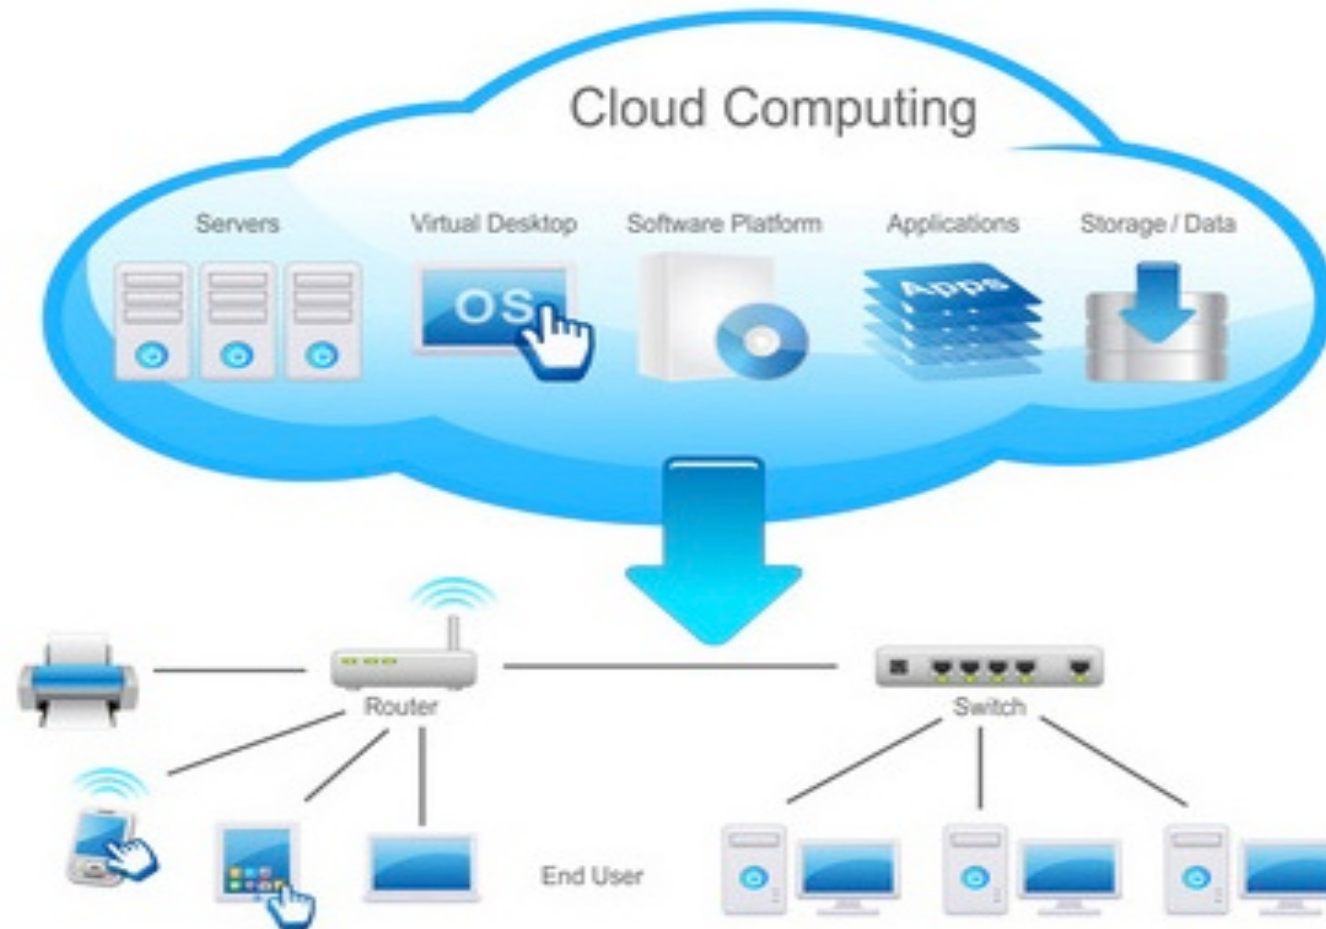 Cloud Computing
Servers
Virtual Desktop
Software Platform
Applications
Storage / Data
OS
Apps
Router
Switch
End User